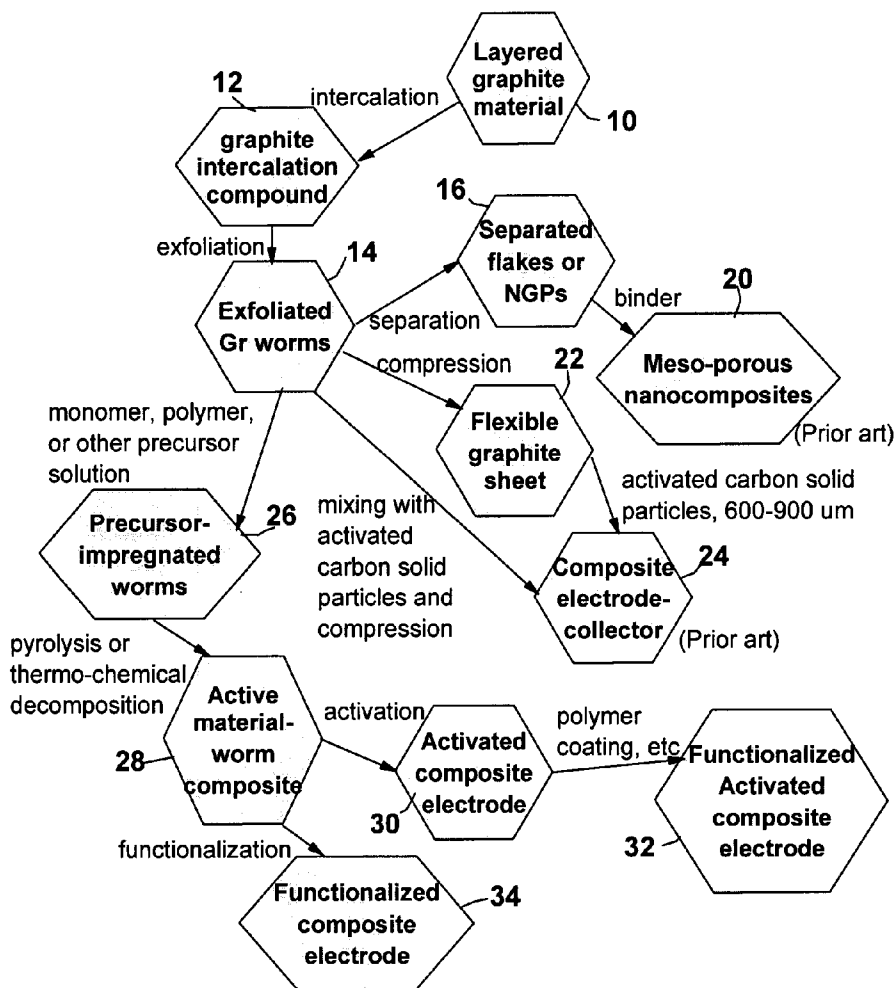 Layered
graphite
material
10
12
intercalation
graphite
intercalation
compound
16
exfoliation
14
Separated
flakes or
NGPs
Exfoliated
Gr worms
separation
binder
20
compression
22
Meso-porous
nanocomposites
(Prior art)
monomer, polymer,
or other precursor
solution
Flexible
graphite
sheet
activated carbon solid
particles, 600-900 um
Precursor-
impregnated
worms
26
mixing with
activated
carbon solid
particles and
compression
24
Composite
electrode-
collector
(Prior art)
pyrolysis or
thermo-chemical
decomposition
Active
material-
worm
composite
28
activation
Activated
composite
electrode
30
polymer
coating, etc
Functionalized
Activated
composite
electrode
32
functionalization
Functionalized
composite
electrode
34